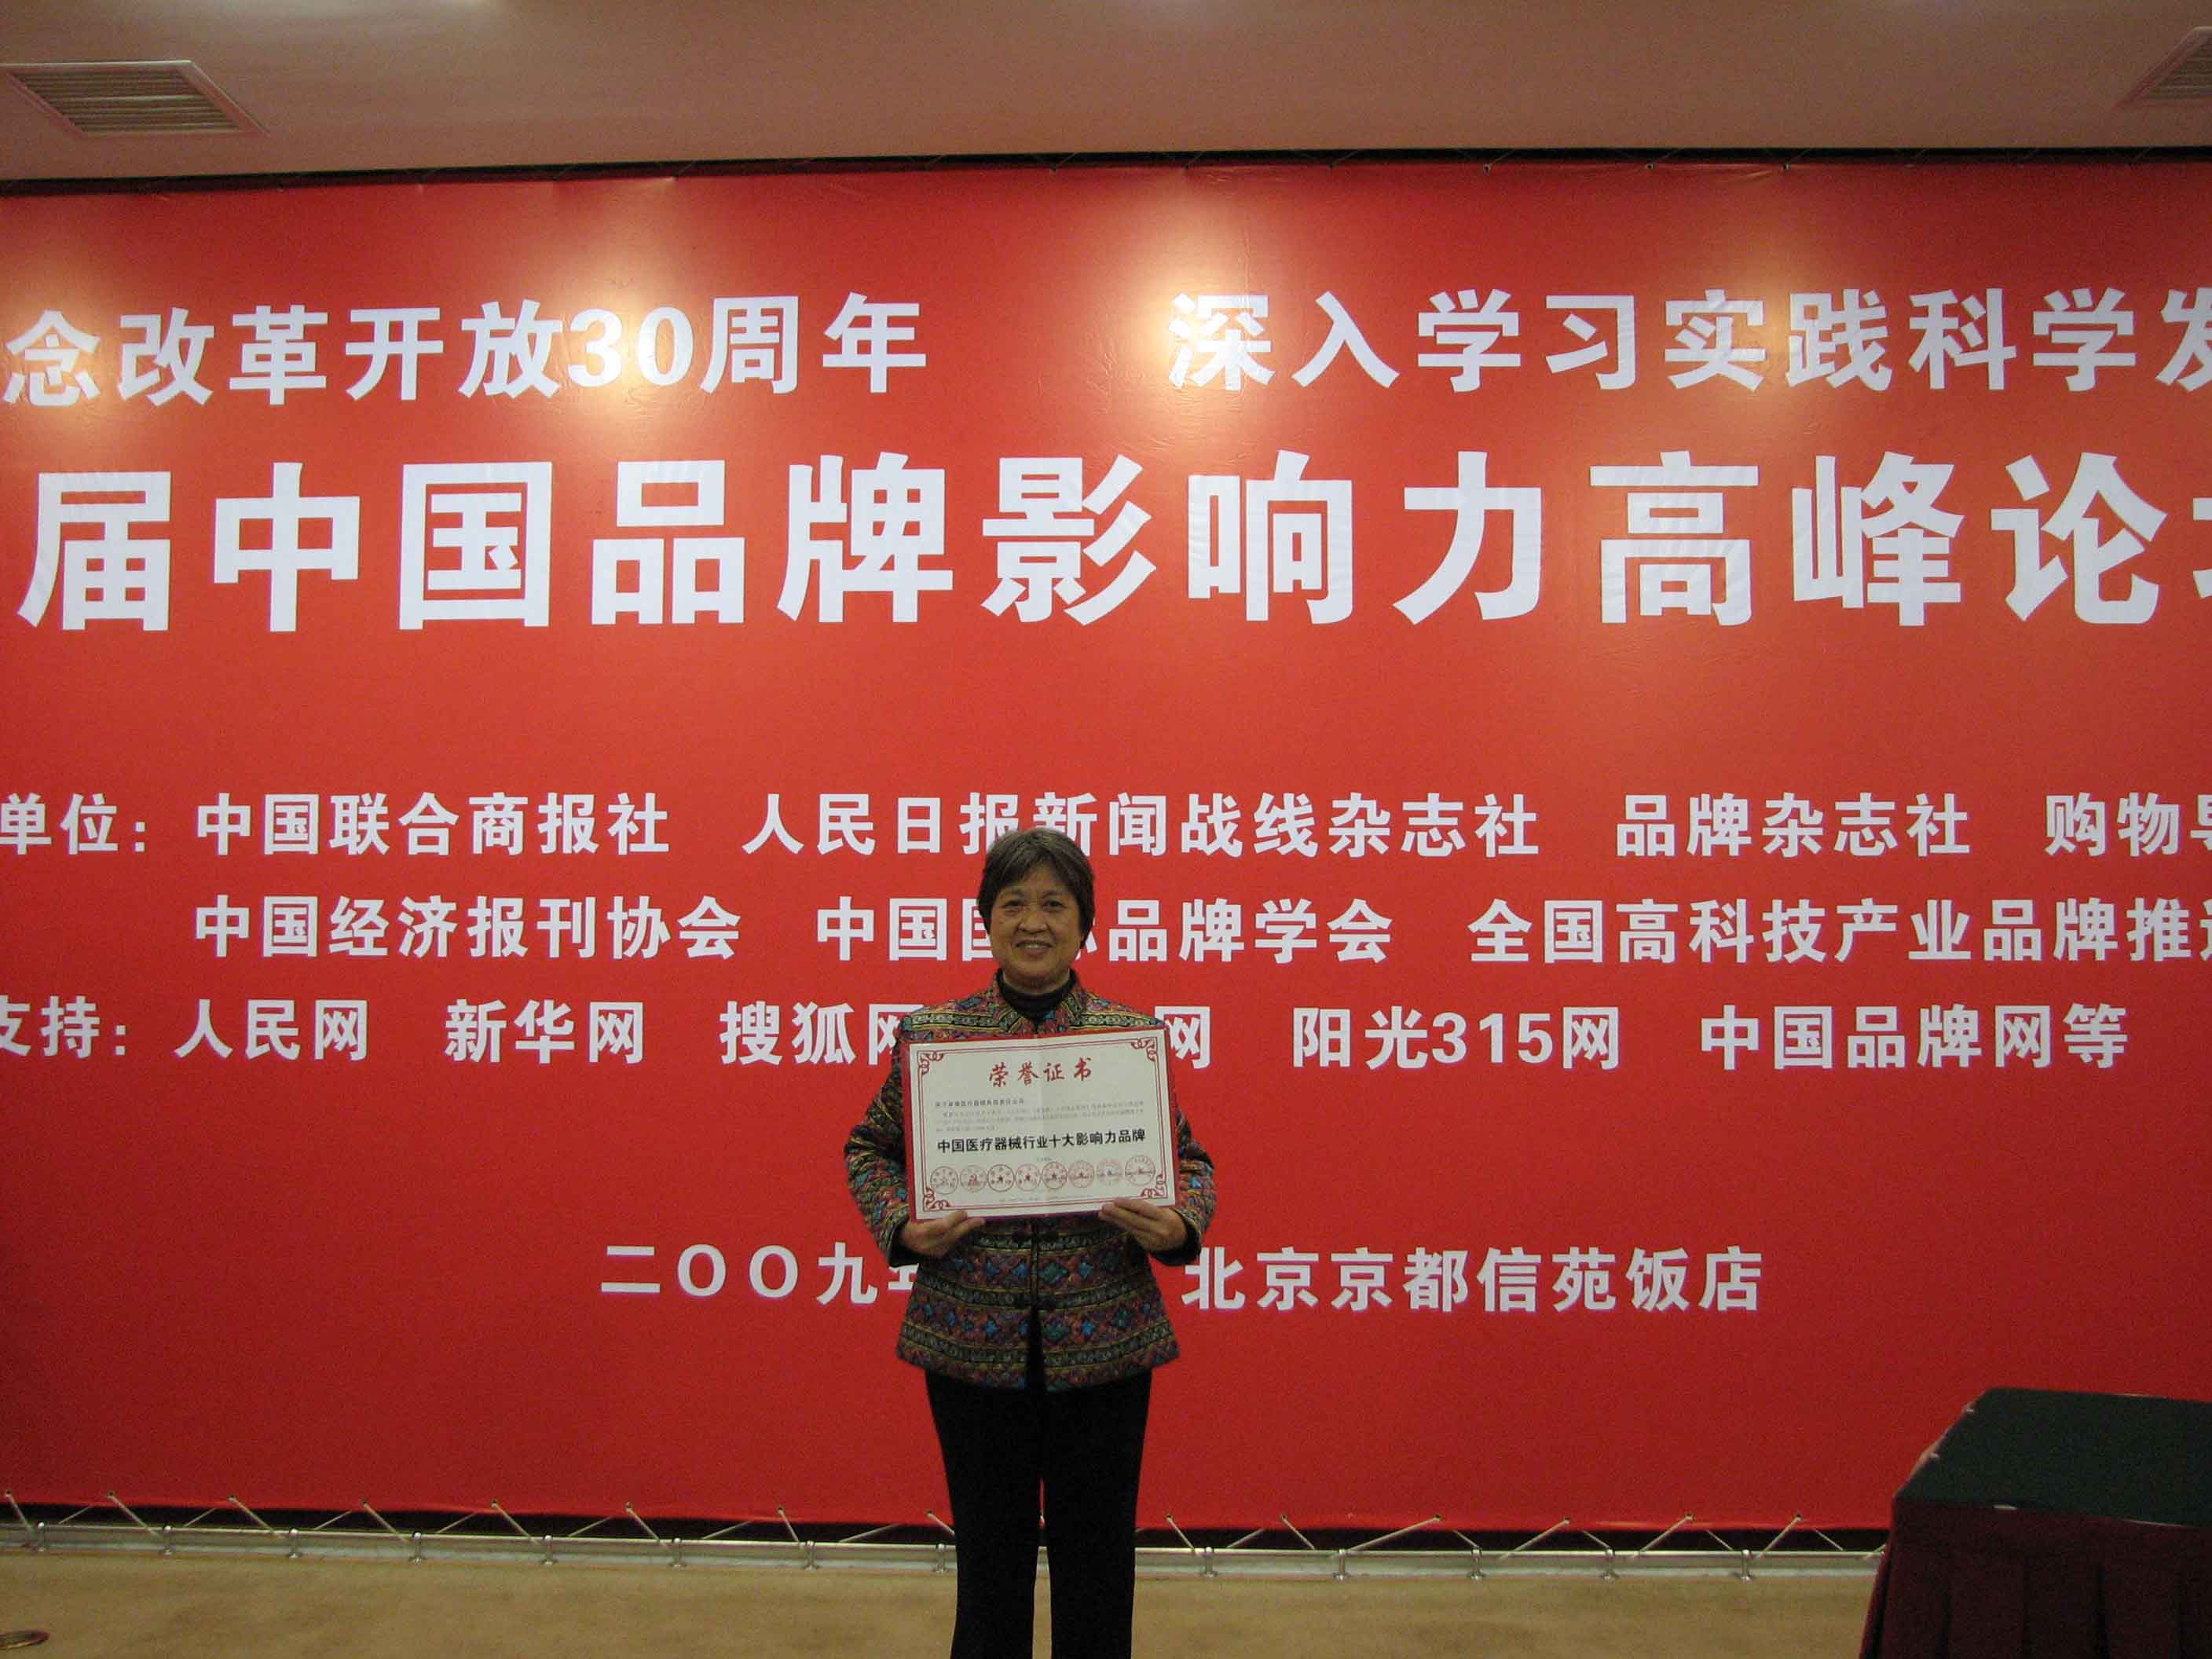 念改革开放30周年 深入学习实践科学发
届中国品牌影响力高峰论
单位：中国联合商报社 人民日报新闻战线杂志社 品牌杂志社 购物
中国经济报刊协会 中国 品牌学会 全国高科技产业品牌推
支持：人民网 新华网 搜狐网 网 阳光315网 中国品牌网等
二〇〇九年 北京京都信苑饭店
荣誉证书
中国医疗器械行业十大影响力品牌